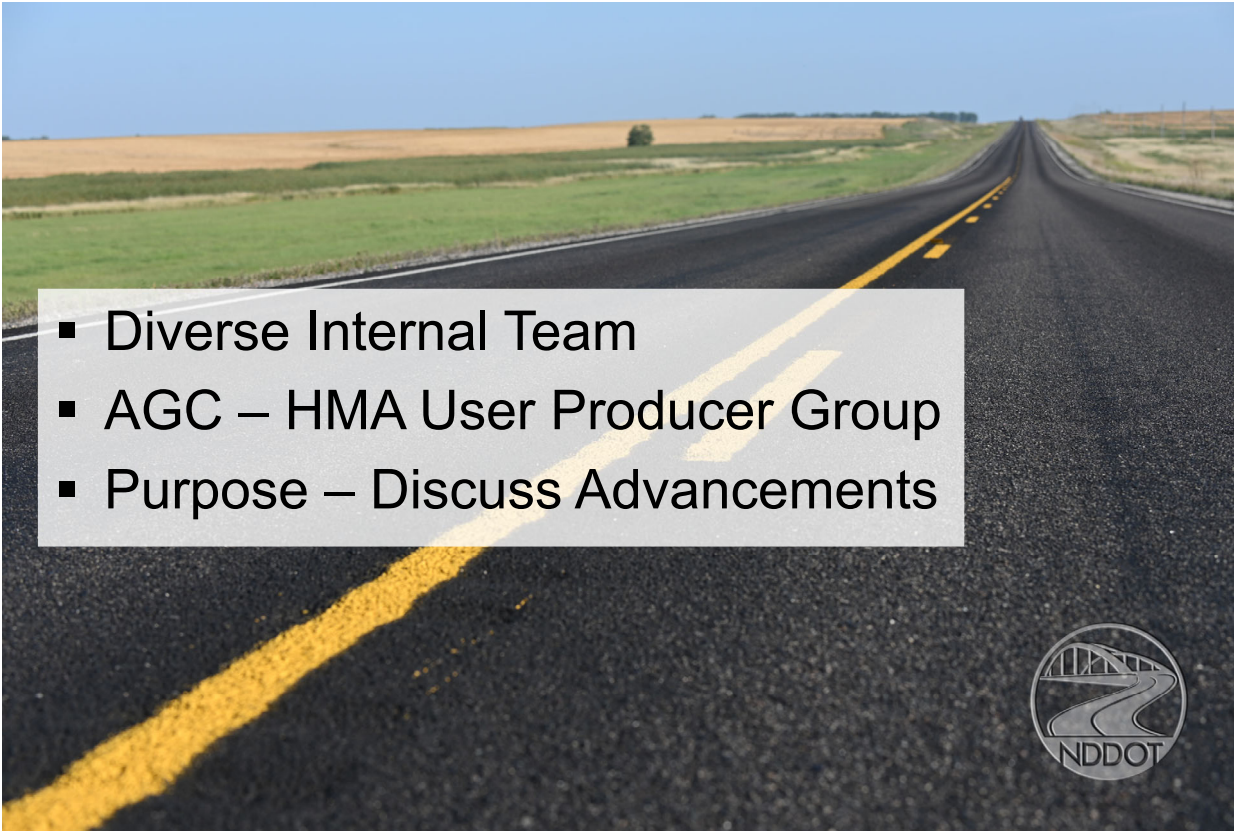 ▪ Diverse Internal Team
▪ AGC – HMA User Producer Group
▪ Purpose – Discuss Advancements
NDDOT